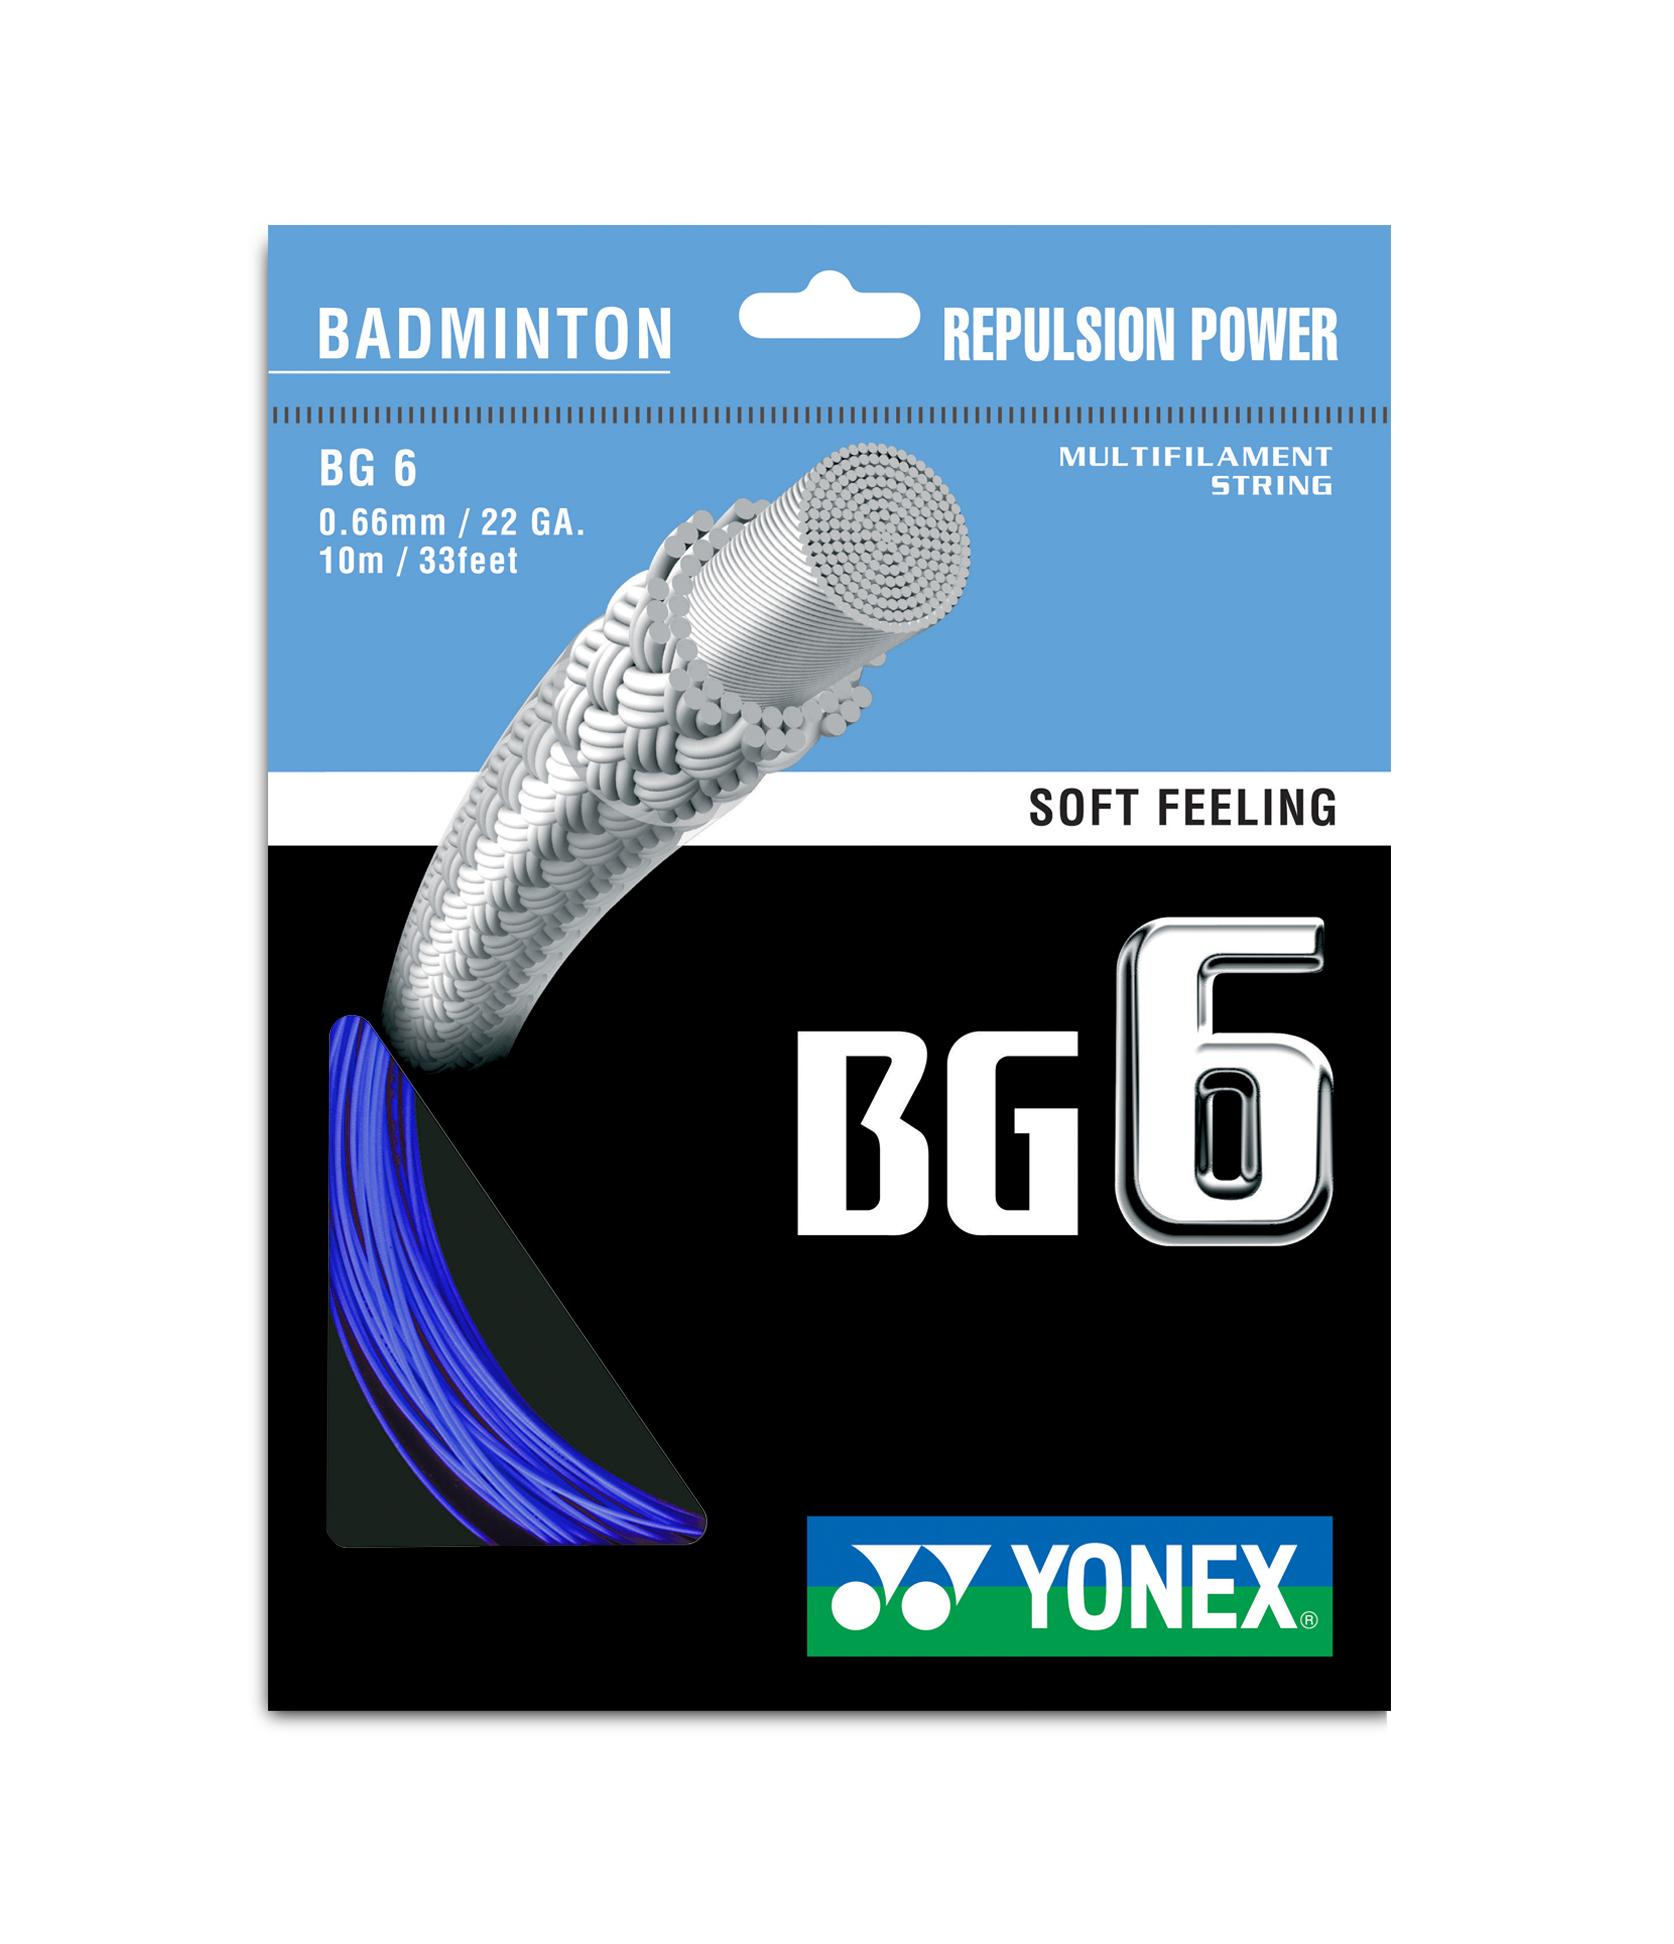 BADMINTON
REPULSION POWER
BG 6
0.66mm / 22 GA.
10m / 33feet
MULTIFILAMENT
STRING
SOFT FEELING
BG6
YONEX®